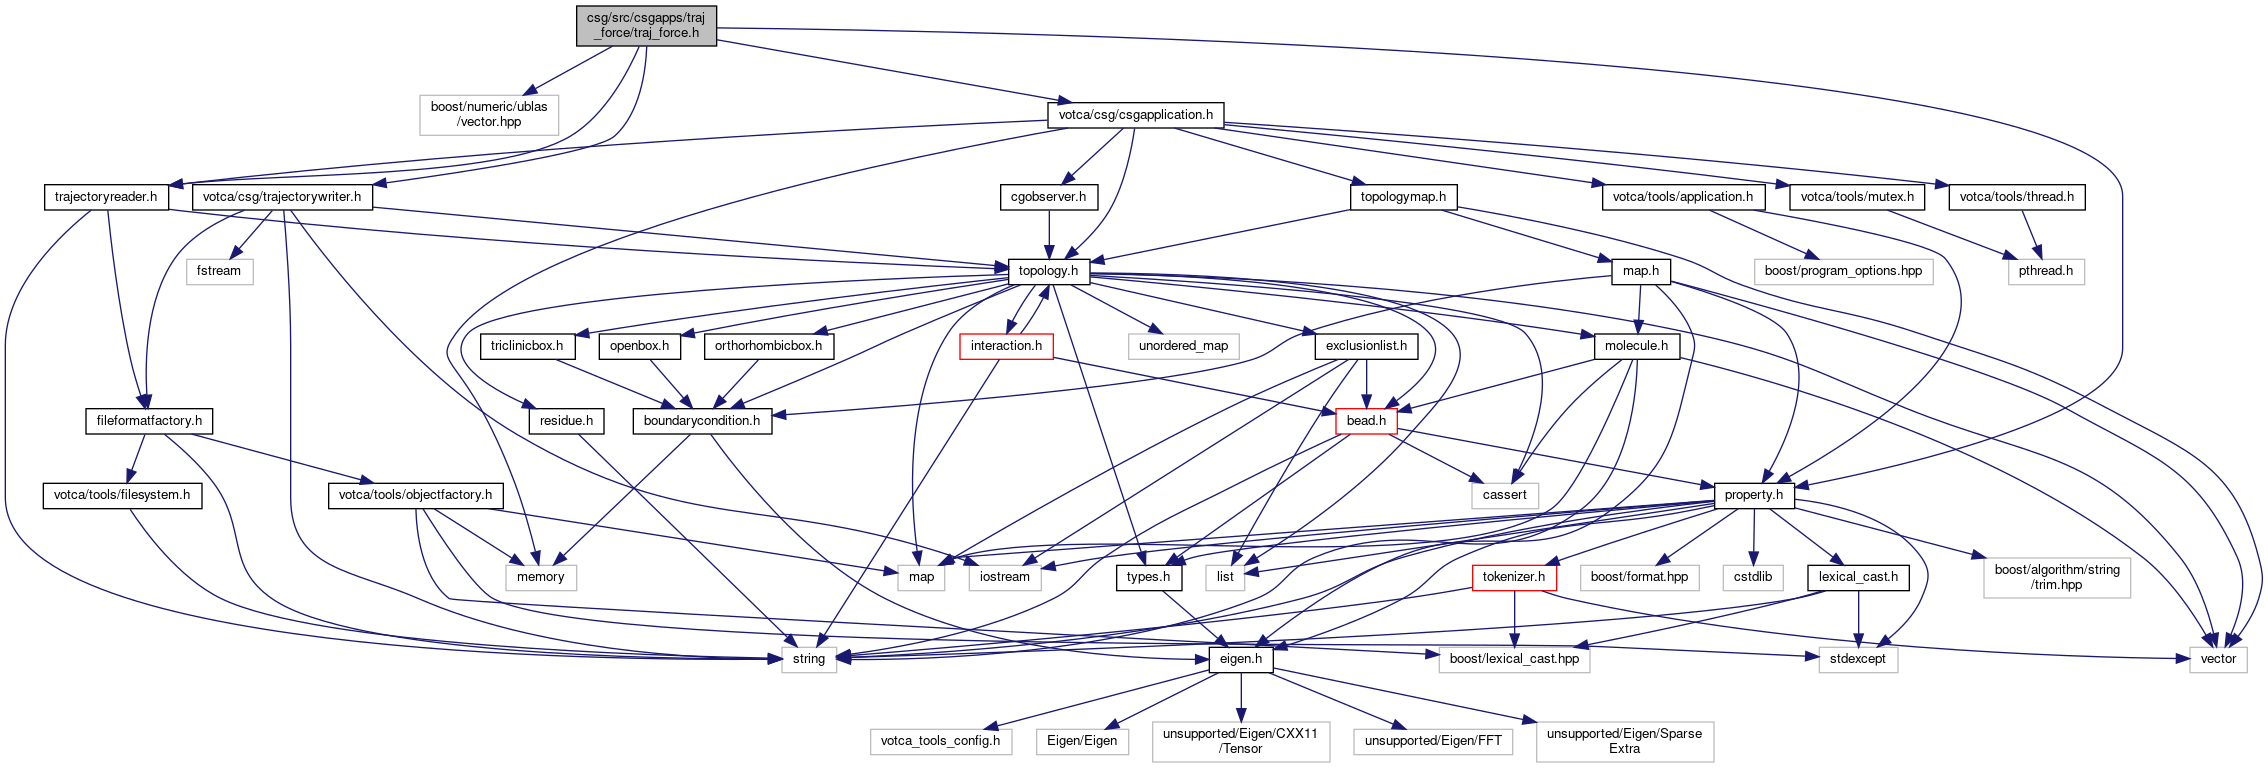 csg/src/csgapps/traj
_force/traj_force.h
boost/numeric/ublas
/vector.hpp
votca/csg/csgapplication.h
trajectoryreader.h
votca/csg/trajectorywriter.h
cgobserver.h
topologymap.h
votca/tools/application.h
votca/tools/mutex.h
votca/tools/thread.h
fstream
topology.h
map.h
boost/program_options.hpp
pthread.h
triclinicbox.h
openbox.h
orthorhombicbox.h
interaction.h
unordered_map
exclusionlist.h
molecule.h
fileformatfactory.h
residue.h
boundarycondition.h
bead.h
votca/tools/filesystem.h
votca/tools/objectfactory.h
cassert
property.h
memory
map
iostream
types.h
list
tokenizer.h
boost/format.hpp
cstdlib
lexical_cast.h
boost/algorithm/string
/trim.hpp
string
eigen.h
boost/lexical_cast.hpp
stdexcept
vector
votca_tools_config.h
Eigen/Eigen
unsupported/Eigen/CXX11
/Tensor
unsupported/Eigen/FFT
unsupported/Eigen/Sparse
Extra